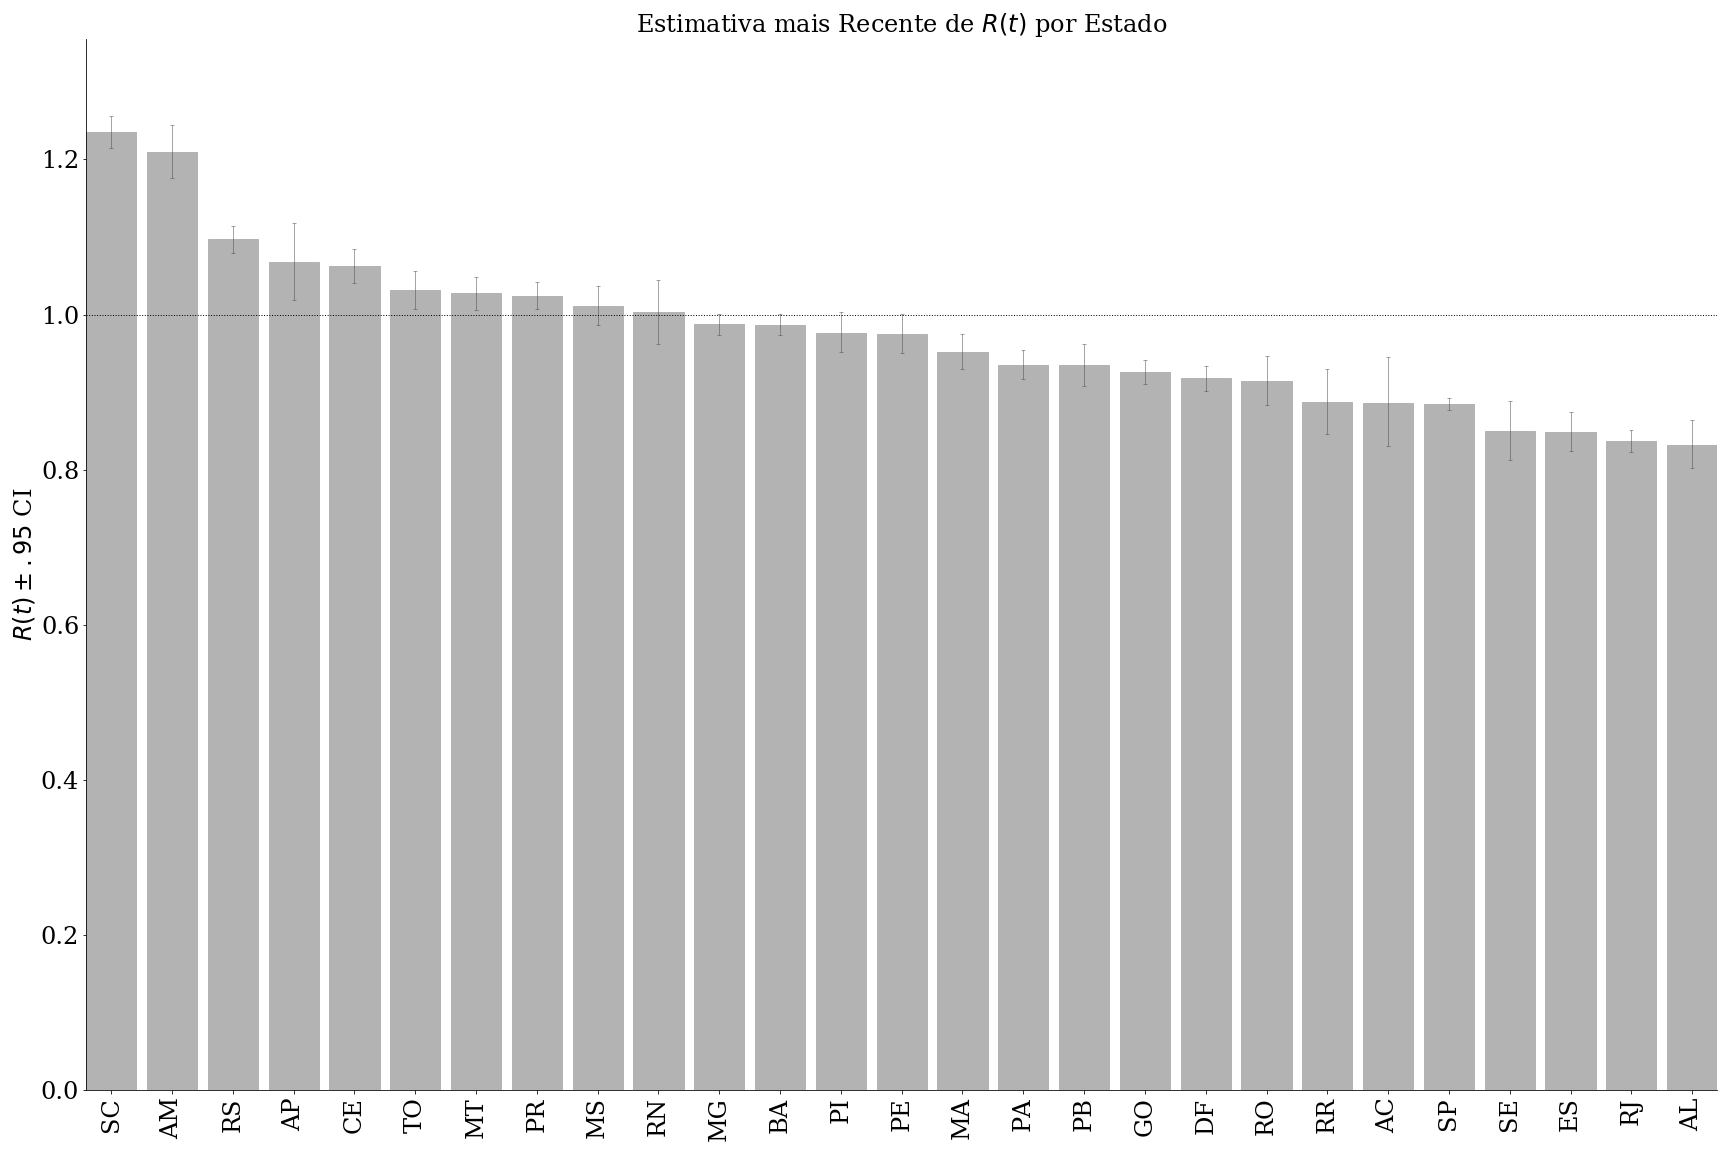 Estimativa mais Recente de R(t) por Estado
R(t) ± .95 CI
1.2
1.0
0.8
0.6
0.4
0.2
0.0
SC AM RS AP CE TO MT PR MS RN MG BA PI PE MA PA PB GO DF RO RR AC SP SE ES RJ AL